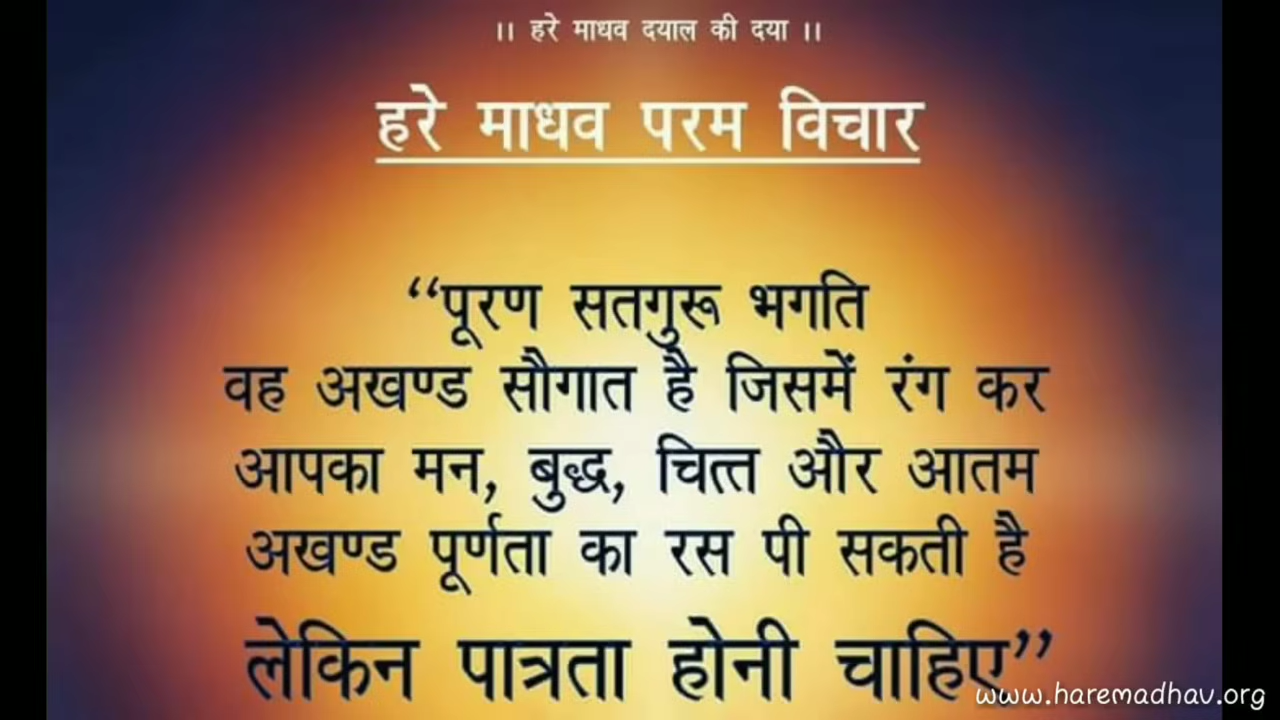 ।। हरे माधव दयाल की दया ।।
हरे माधव परम विचार
“पूरण सतगुरू भगति
वह अखण्ड सौगात है जिसमें रंग कर
आपका मन, बुद्ध, चित्त और आतम
अखण्ड पूर्णता का रस पी सकती है
लेकिन पात्रता होनी चाहिए”
www.haremadhav.org